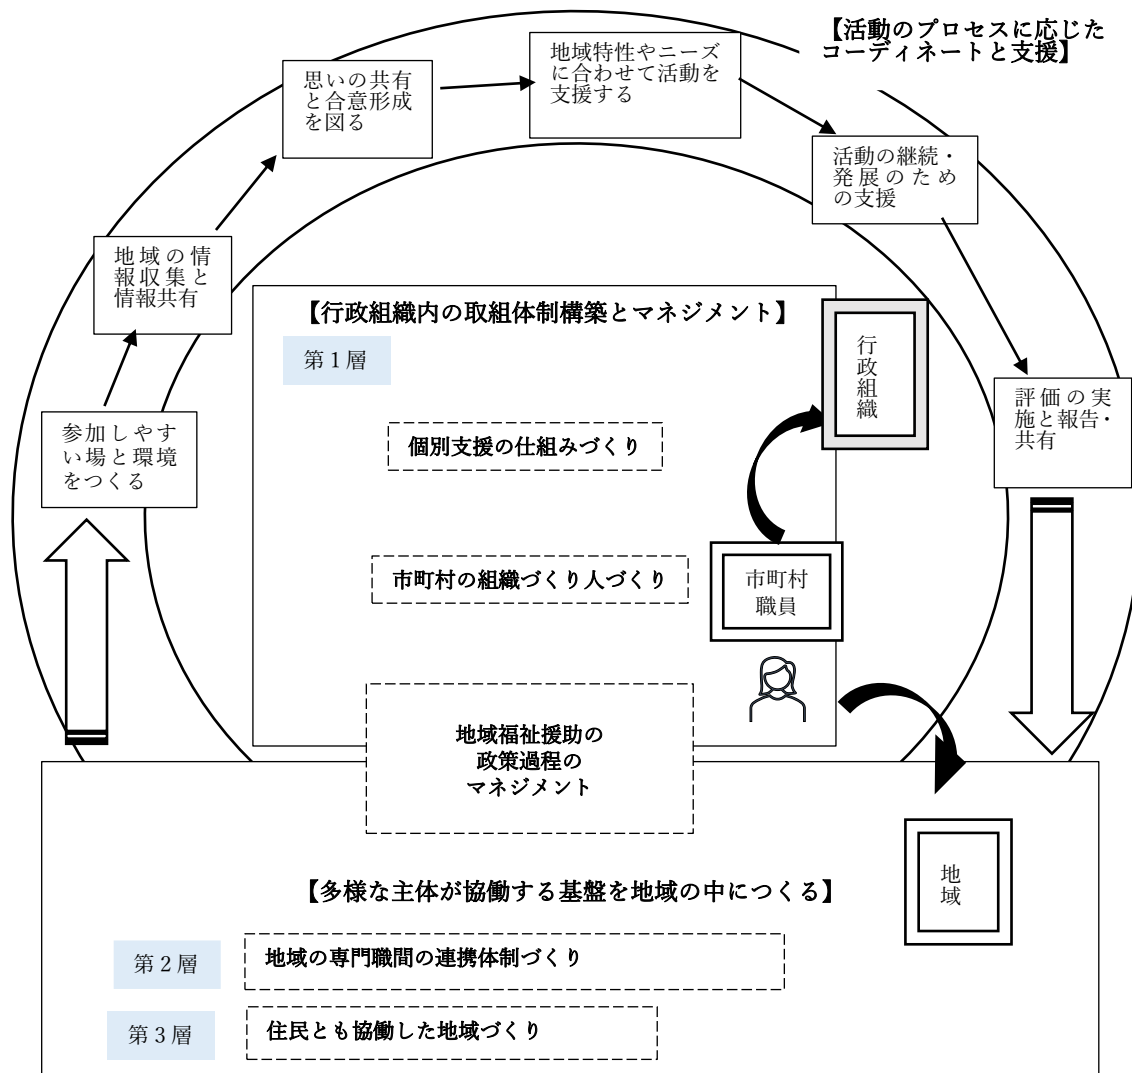 【活動のプロセスに応じた
コーディネートと支援】
地域特性やニーズ
に合わせて活動を
支援する
思いの共有
と合意形成
を図る
活動の継続・
発展のため
の支援
地域の情
報収集と
情報共有
【行政組織内の取組体制構築とマネジメント】
第1層
行政組織
評価の実
施と報告・
共有
参加しやす
い場と環境
をつくる
個別支援の仕組みづくり
市町村の組織づくり人づくり
市町村
職員
地域福祉援助の
政策過程の
マネジメント
地域
【多様な主体が協働する基盤を地域の中につくる】
第2層
地域の専門職間の連携体制づくり
第3層
住民とも協働した地域づくり